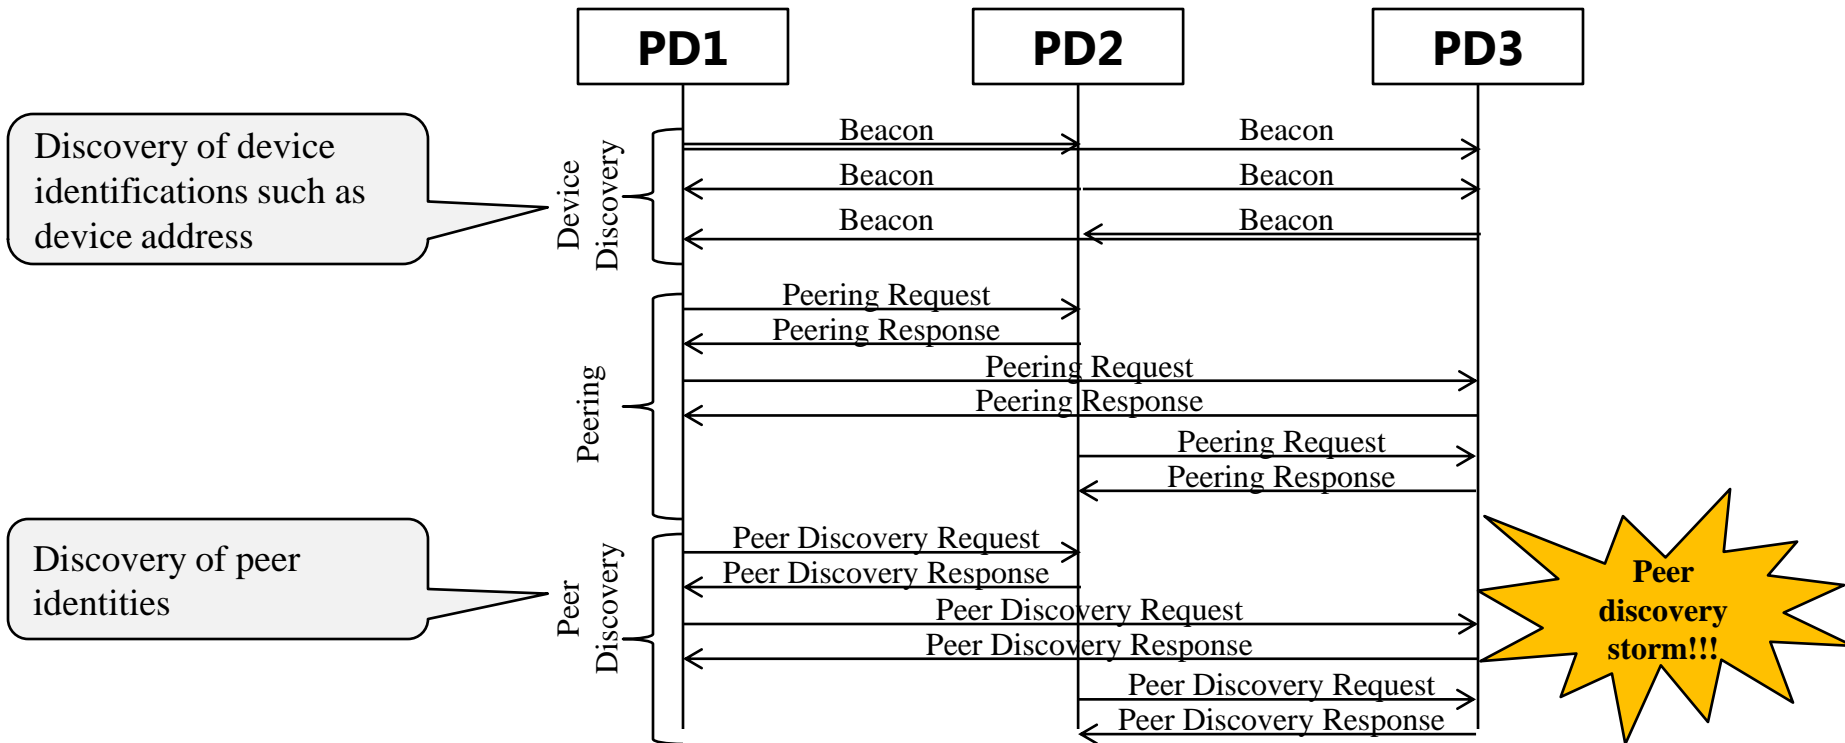 PD1
PD2
PD3
Discovery of device
identifications such as
device address
Device
Discovery
Beacon
Beacon
Beacon
Beacon
Beacon
Beacon
Peering
Peering Request
Peering Response
Peering Request
Peering Response
Peering Request
Peering Response
Discovery of peer
identities
Peer
Discovery
Peer Discovery Request
Peer Discovery Response
Peer Discovery Request
Peer Discovery Response
Peer Discovery Request
Peer Discovery Response
Peer
discovery
storm!!!